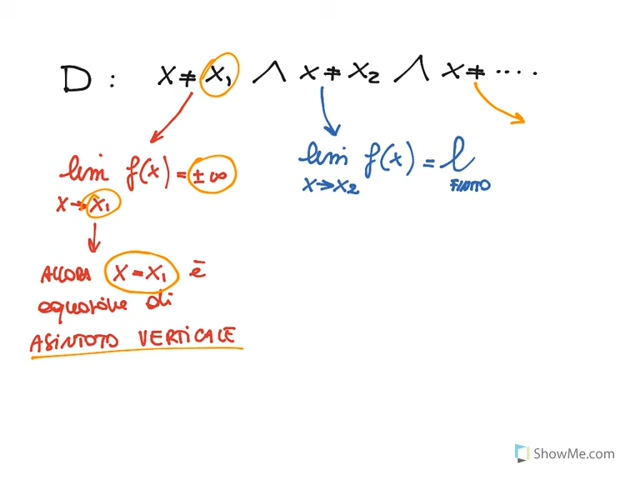 D : x ≠ x₁ ∧ x ≠ x₂ ∧ x ≠ ....
lim f(x) = ±∞
x → x₁
lim f(x) = l
x → x₂ FINITO
ALLORA x = x₁ è
equazione di
ASINTOTO VERTICALE
ShowMe.com